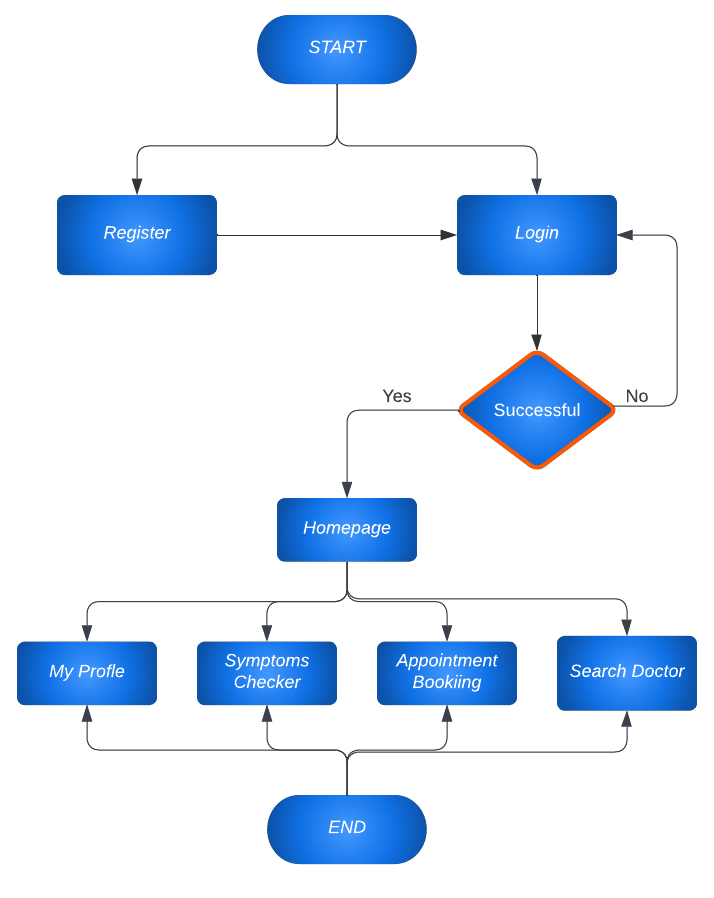 START
Register
Login
Yes
Successful
No
Homepage
My Profle
Symptoms
Checker
Appointment
Bookiing
Search Doctor
END